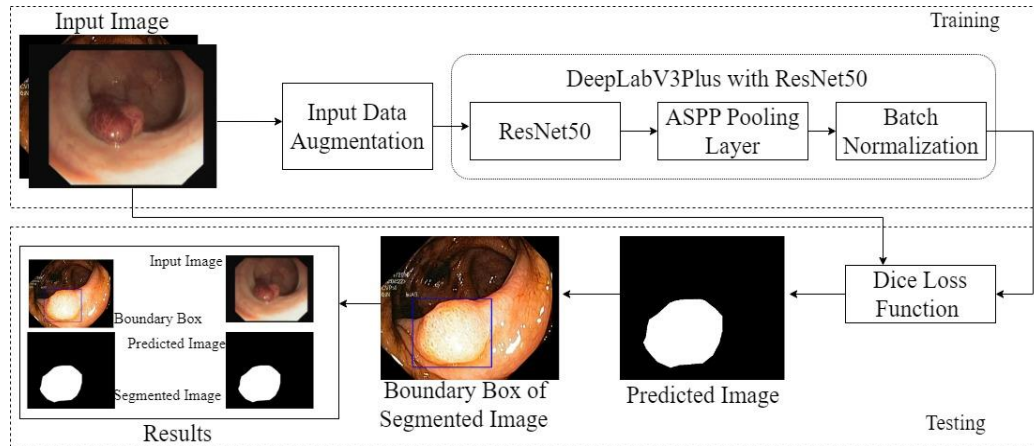 Input Image
Training
DeepLabV3Plus with ResNet50
Input Data
Augmentation
ResNet50
ASPP Pooling
Layer
Batch
Normalization
Input Image
Boundary Box
Predicted Image
Segmented Image
Results
Boundary Box of
Segmented Image
Predicted Image
Dice Loss
Function
Testing